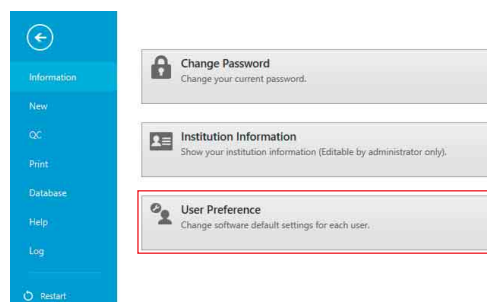 Information
New
QC
Print
Database
Help
Log
Restart
Change Password
Change your current password.
Institution Information
Show your institution information (Editable by administrator only).
User Preference
Change software default settings for each user.